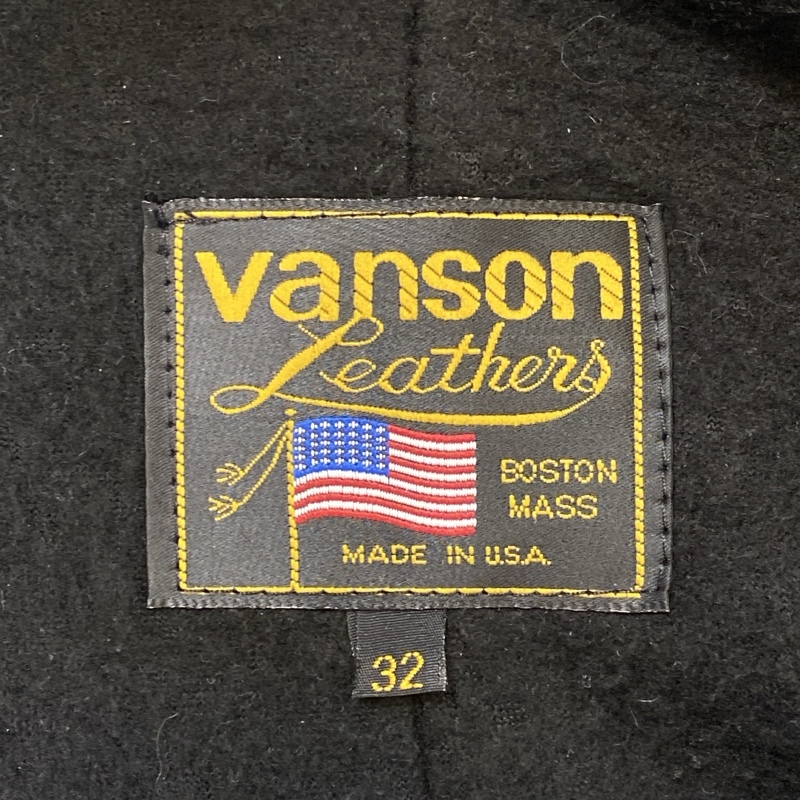 vanson
Leathers
BOSTON
MASS
MADE IN U.S.A.
32